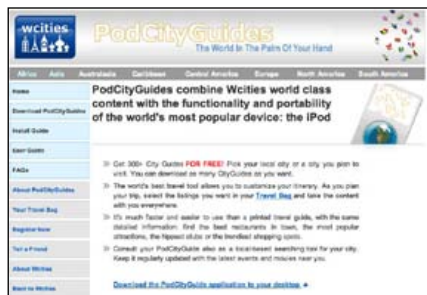 wcities
PodCityGuides
The World In The Palm Of Your Hand
Africa Asia Australasia Caribbean Central America Europe North America South America
Home
Download PodCityGuides
Install Guide
User Guide
FAQs
About PodCityGuides
Your Travel Bag
Register Now
Tell a Friend
About Wcities
Back to Wcities
PodCityGuides combine Wcities world class
content with the functionality and portability
of the world's most popular device: the iPod
Get 300+ City Guides FOR FREE! Pick your local city or a city you plan to
visit. You can download as many CityGuides as you want.
The world's best travel tool allows you to customize your itinerary. As you plan
your trip, select the listings you want in your Travel Bag and take the content
with you everywhere.
It's much faster and easier to use than a printed travel guide, with the same
detailed information: find the best restaurants in town, the most popular
attractions, the hippest clubs or the trendiest shopping spots.
Consult your PodCityGuide also as a local-based searching tool for your city.
Keep it regularly updated with the latest events and movies near you.
Download the PodCityGuide application to your desktop.